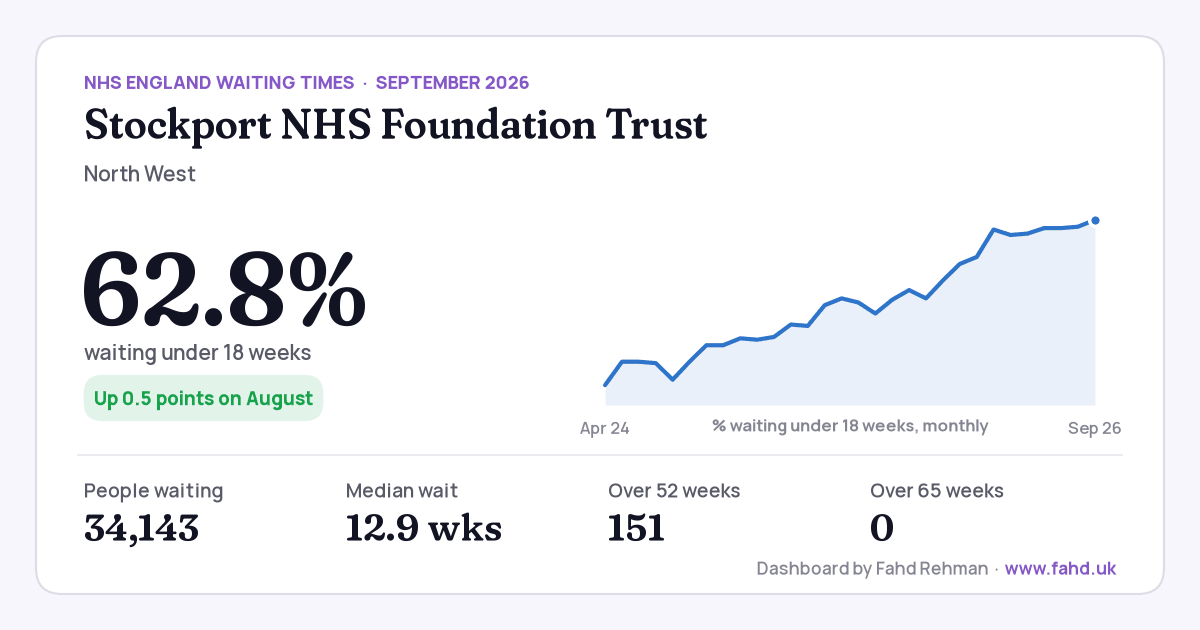 NHS ENGLAND WAITING TIMES · SEPTEMBER 2026
Stockport NHS Foundation Trust
North West
62.8%
waiting under 18 weeks
Up 0.5 points on August
Apr 24
% waiting under 18 weeks, monthly
Sep 26
People waiting
34,143
Median wait
12.9 wks
Over 52 weeks
151
Over 65 weeks
0
Dashboard by Fahd Rehman · www.fahd.uk